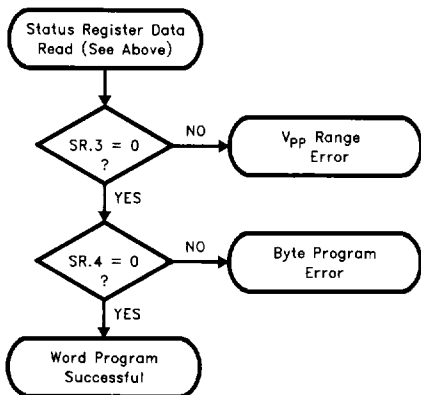 Status Register Data
Read (See Above)
SR.3 = 0
?
NO
VPP Range
Error
YES
SR.4 = 0
?
NO
Byte Program
Error
YES
Word Program
Successful